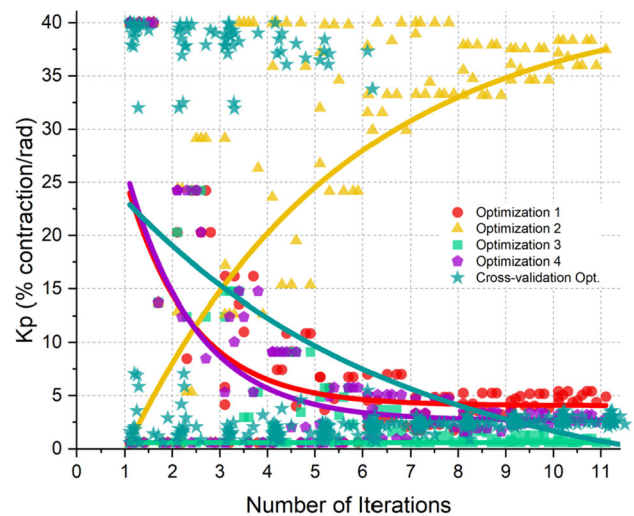 Kp (% contraction/rad)
40
35
30
25
20
15
10
5
0
Optimization 1
Optimization 2
Optimization 3
Optimization 4
Cross-validation Opt.
0 1 2 3 4 5 6 7 8 9 10 11
Number of Iterations